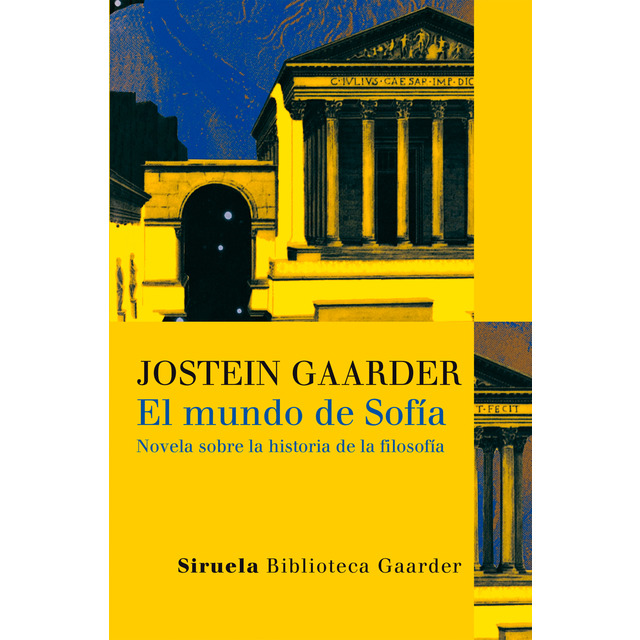 C·IVLIVS·CAESAR·IMP·DIC
JOSTEIN GAARDER
El mundo de Sofía
Novela sobre la historia de la filosofía
T·FECIT
Siruela Biblioteca Gaarder